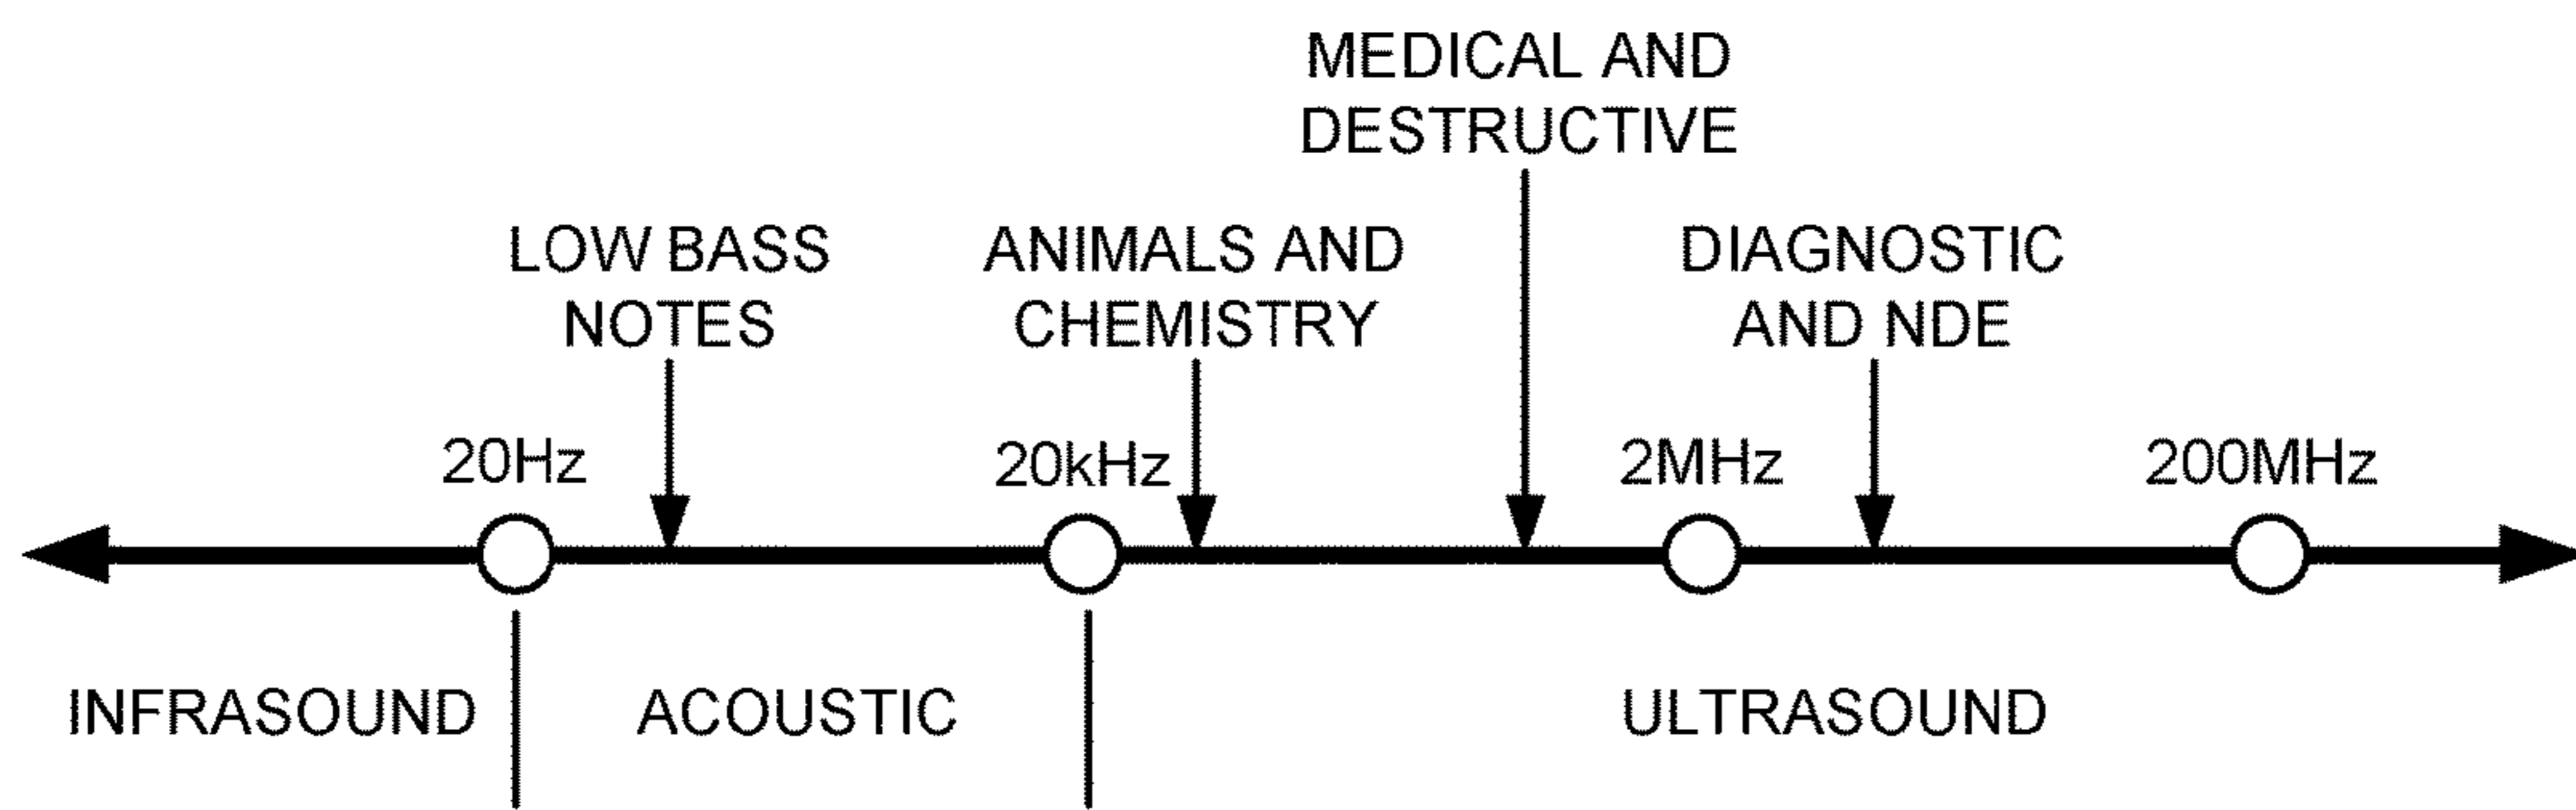 MEDICAL AND
DESTRUCTIVE
LOW BASS
NOTES
ANIMALS AND
CHEMISTRY
DIAGNOSTIC
AND NDE
20Hz
20kHz
2MHz
200MHz
INFRASOUND
ACOUSTIC
ULTRASOUND